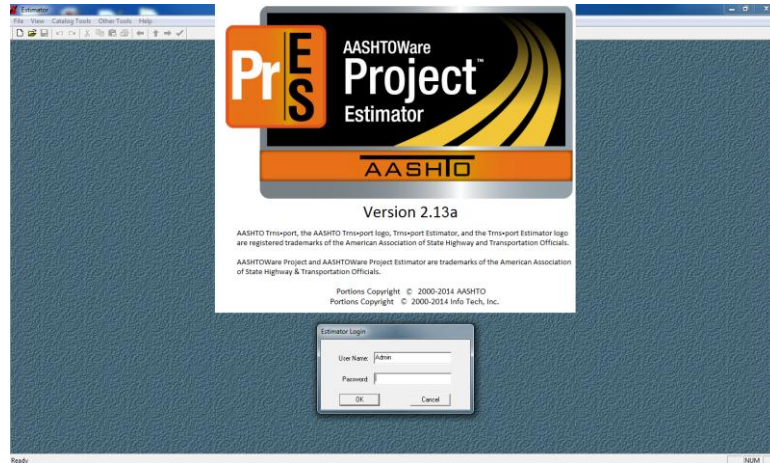 Estimator
File View Catalog Tools Other Tools Help
Pr
E
S
AASHTOWare
Project™
Estimator
AASHTO
Version 2.13a
AASHTO Trns•port, the AASHTO Trns•port logo, Trns•port Estimator, and the Trns•port Estimator logo
are registered trademarks of the American Association of State Highway and Transportation Officials.
AASHTOWare Project and AASHTOWare Project Estimator are trademarks of the American Association
of State Highway & Transportation Officials.
Portions Copyright © 2000-2014 AASHTO
Portions Copyright © 2000-2014 Info Tech, Inc.
Estimator Login
User Name: Admin
Password:
OK Cancel
Ready NUM